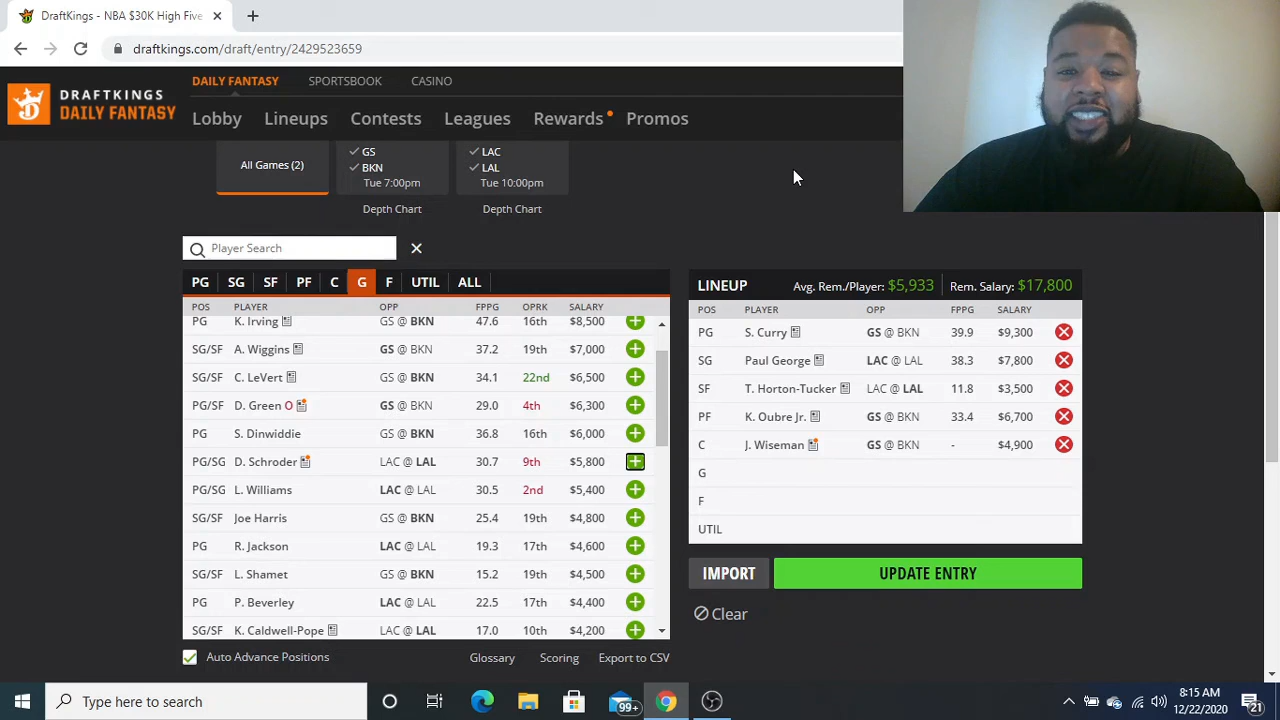 DraftKings - NBA $30K High Five
draftkings.com/draft/entry/2429523659
DRAFTKINGS
DAILY FANTASY
DAILY FANTASY SPORTSBOOK CASINO
Lobby Lineups Contests Leagues Rewards Promos
All Games (2)
GS
BKN
Tue 7:00pm
LAC
LAL
Tue 10:00pm
Depth Chart Depth Chart
Player Search
PG SG SF PF C G F UTIL ALL
POS PLAYER OPP FPPG OPRK SALARY
PG K. Irving GS @ BKN 47.6 16th $8,500
SG/SF A. Wiggins GS @ BKN 37.2 19th $7,000
SG/SF C. LeVert GS @ BKN 34.1 22nd $6,500
PG/SF D. Green O GS @ BKN 29.0 4th $6,300
PG S. Dinwiddie GS @ BKN 36.8 16th $6,000
PG/SG D. Schroder LAC @ LAL 30.7 9th $5,800
PG/SG L. Williams LAC @ LAL 30.5 2nd $5,400
SG/SF Joe Harris GS @ BKN 25.4 19th $4,800
PG R. Jackson LAC @ LAL 19.3 17th $4,600
SG/SF L. Shamet GS @ BKN 15.2 19th $4,500
PG P. Beverley LAC @ LAL 22.5 17th $4,400
SG/SF K. Caldwell-Pope LAC @ LAL 17.0 10th $4,200
Auto Advance Positions Glossary Scoring Export to CSV
LINEUP Avg. Rem./Player: $5,933 Rem. Salary: $17,800
POS PLAYER OPP FPPG SALARY
PG S. Curry GS @ BKN 39.9 $9,300
SG Paul George LAC @ LAL 38.3 $7,800
SF T. Horton-Tucker LAC @ LAL 11.8 $3,500
PF K. Oubre Jr. GS @ BKN 33.4 $6,700
C J. Wiseman GS @ BKN - $4,900
G
F
UTIL
IMPORT UPDATE ENTRY
Clear
Type here to search
99+
8:15 AM
12/22/2020
21